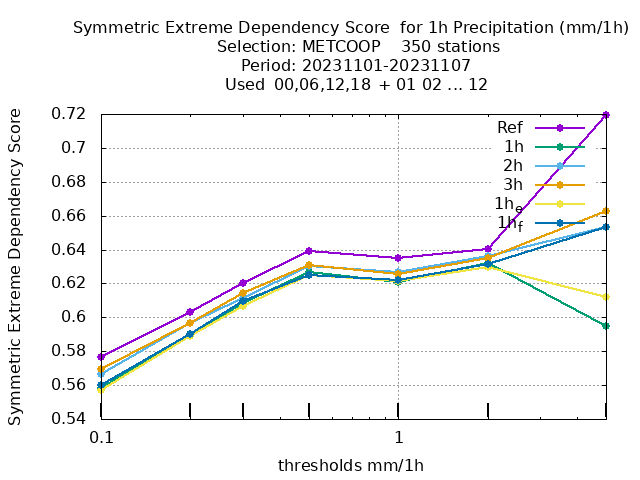 Symmetric Extreme Dependency Score for 1h Precipitation (mm/1h)
Selection: METCOOP 350 stations
Period: 20231101-20231107
Used 00,06,12,18 + 01 02 ... 12
Symmetric Extreme Dependency Score
0.72
0.7
0.68
0.66
0.64
0.62
0.6
0.58
0.56
0.54
Ref
1h
2h
3h
1he
1hf
0.1
1
thresholds mm/1h